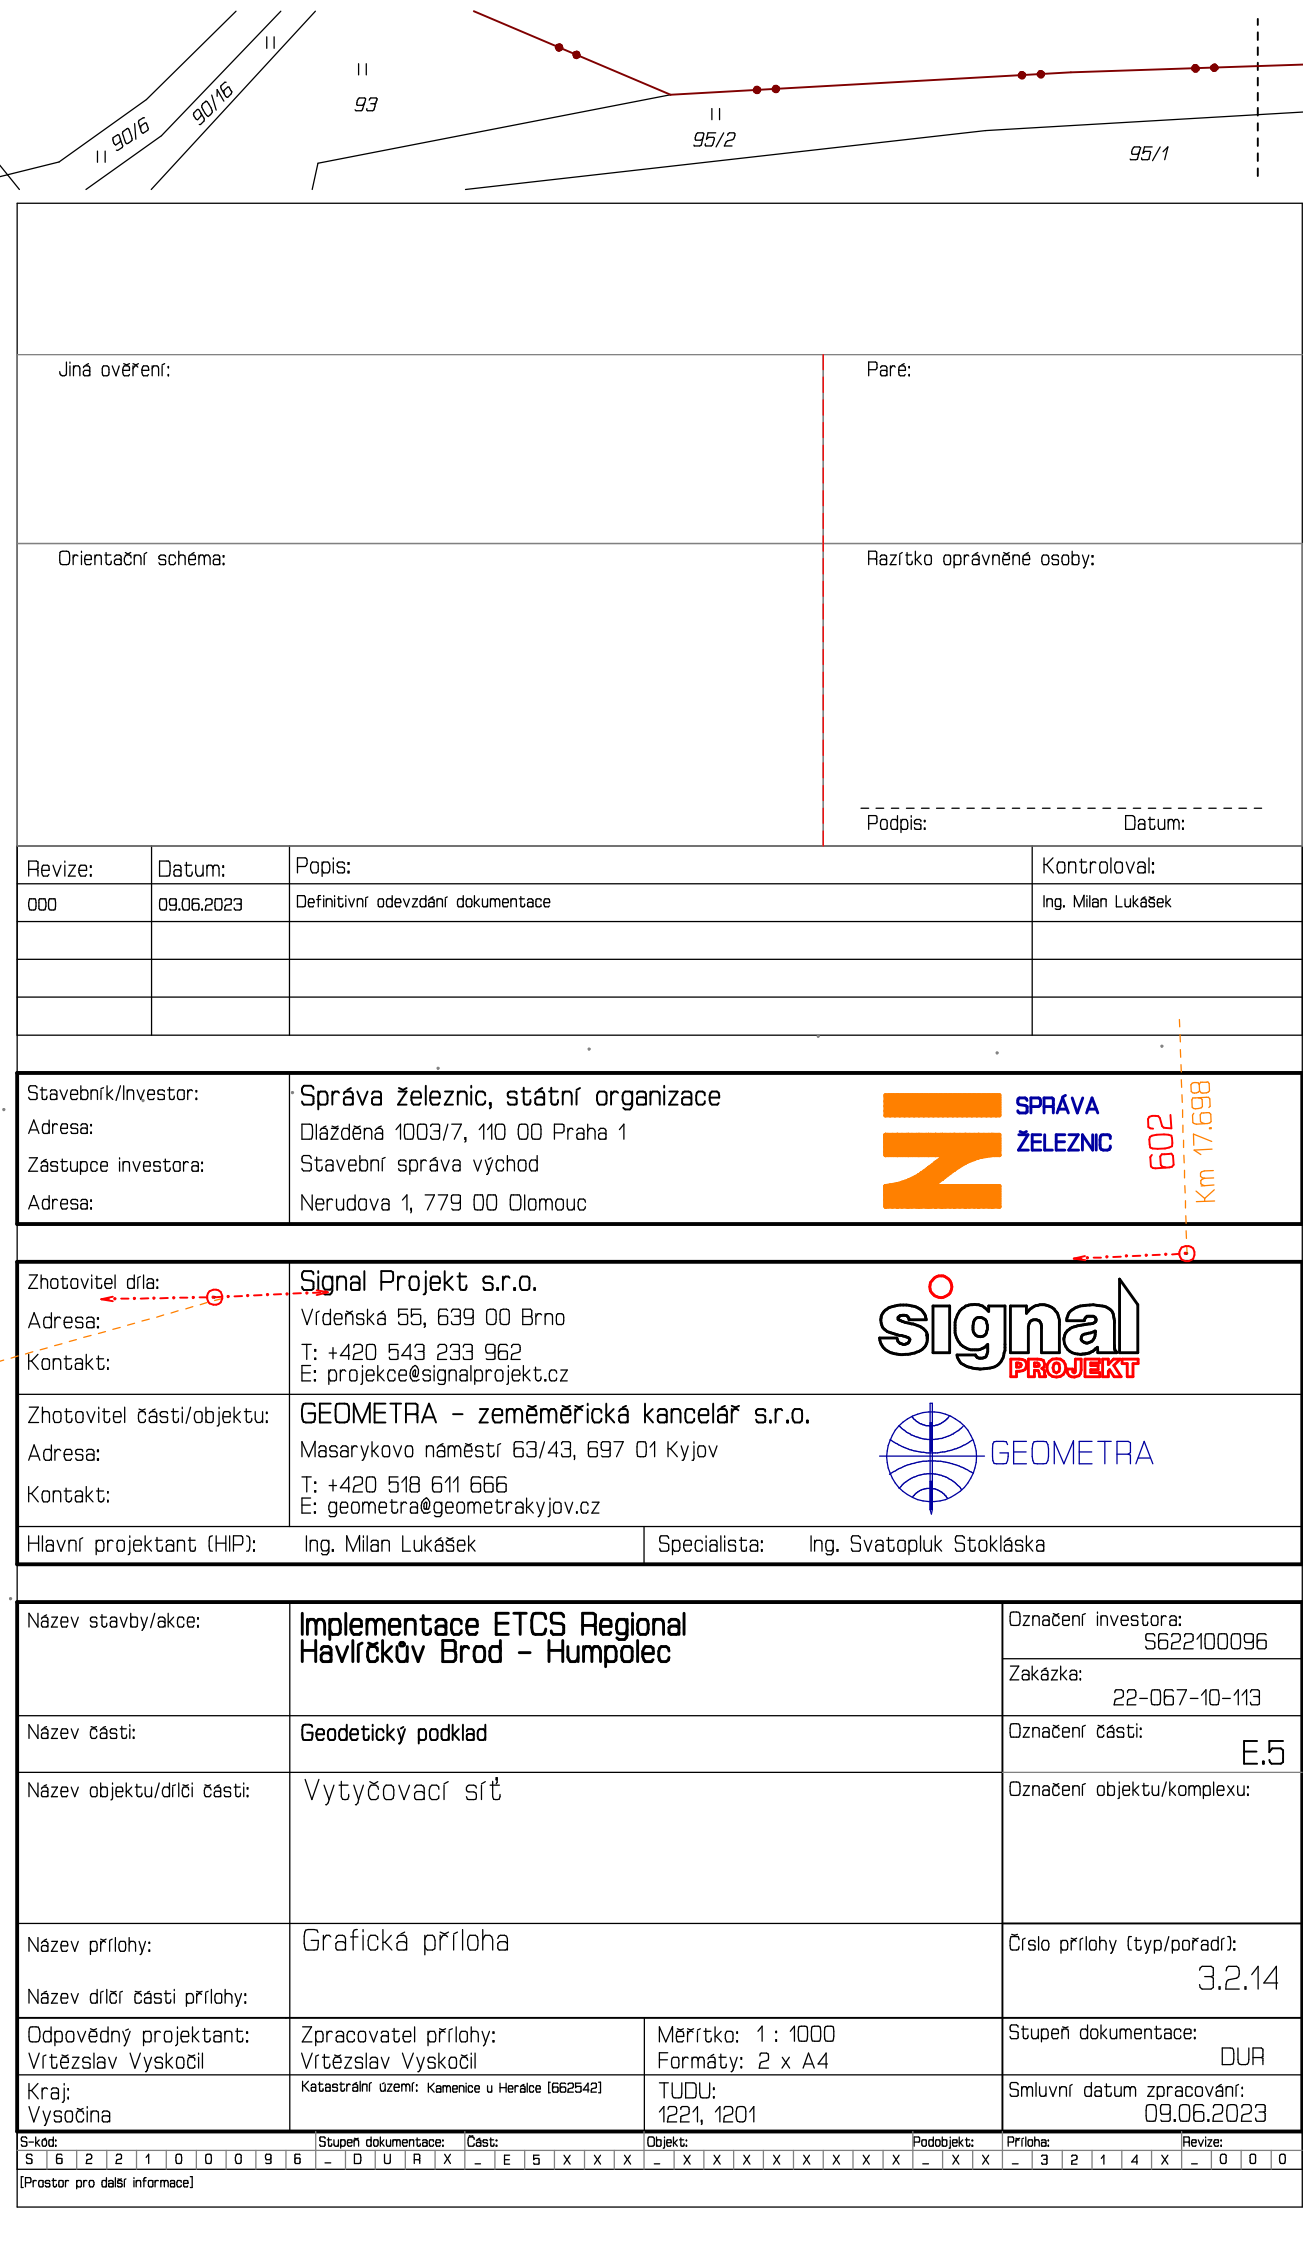 90/6
90/16
93
95/2
95/1
Jiná ověření:
Paré:
Orientační schéma:
Razítko oprávněné osoby:
Podpis:
Datum:
Revize: Datum: Popis: Kontroloval:
000 09.06.2023 Definitivní odevzdání dokumentace Ing. Milan Lukášek
Stavebník/Investor: Správa železnic, státní organizace
Adresa: Dlážděná 1003/7, 110 00 Praha 1
Zástupce investora: Stavební správa východ
Adresa: Nerudova 1, 779 00 Olomouc
SPRÁVA
ŽELEZNIC
602
Km 17.698
Zhotovitel díla: Signal Projekt s.r.o.
Adresa: Vídeňská 55, 639 00 Brno
Kontakt: T: +420 543 233 962
E: projekce@signalprojekt.cz
signal
PROJEKT
Zhotovitel části/objektu: GEOMETRA - zeměměřická kancelář s.r.o.
Adresa: Masarykovo náměstí 63/43, 697 01 Kyjov
Kontakt: T: +420 518 611 666
E: geometra@geometrakyjov.cz
GEOMETRA
Hlavní projektant (HIP): Ing. Milan Lukášek Specialista: Ing. Svatopluk Stokláska
Název stavby/akce: Implementace ETCS Regional
Havlíčkův Brod - Humpolec
Označení investora:
S622100096
Zakázka:
22-067-10-113
Název části: Geodetický podklad
Označení části:
E.5
Název objektu/dílči části: Vytyčovací síť
Označení objektu/komplexu:
Název přílohy: Grafická příloha
Číslo přílohy (typ/pořadí):
3.2.14
Název dílčí části přílohy:
Odpovědný projektant: Zpracovatel přílohy: Měřítko: 1 : 1000
Vítězslav Vyskočil Vítězslav Vyskočil Formáty: 2 x A4
Stupeň dokumentace:
DUR
Kraj: Katastrální území: Kamenice u Herálce [662542] TUDU:
Vysočina 1221, 1201
Smluvní datum zpracování:
09.06.2023
S-kód: Stupeň dokumentace: Část: Objekt: Podobjekt: Příloha: Revize:
S 6 2 2 1 0 0 0 9 6 _ D U R X _ E 5 X X X _ X X X X X X X X _ X X _ 3 2 1 4 X _ 0 0 0
[Prostor pro další informace]